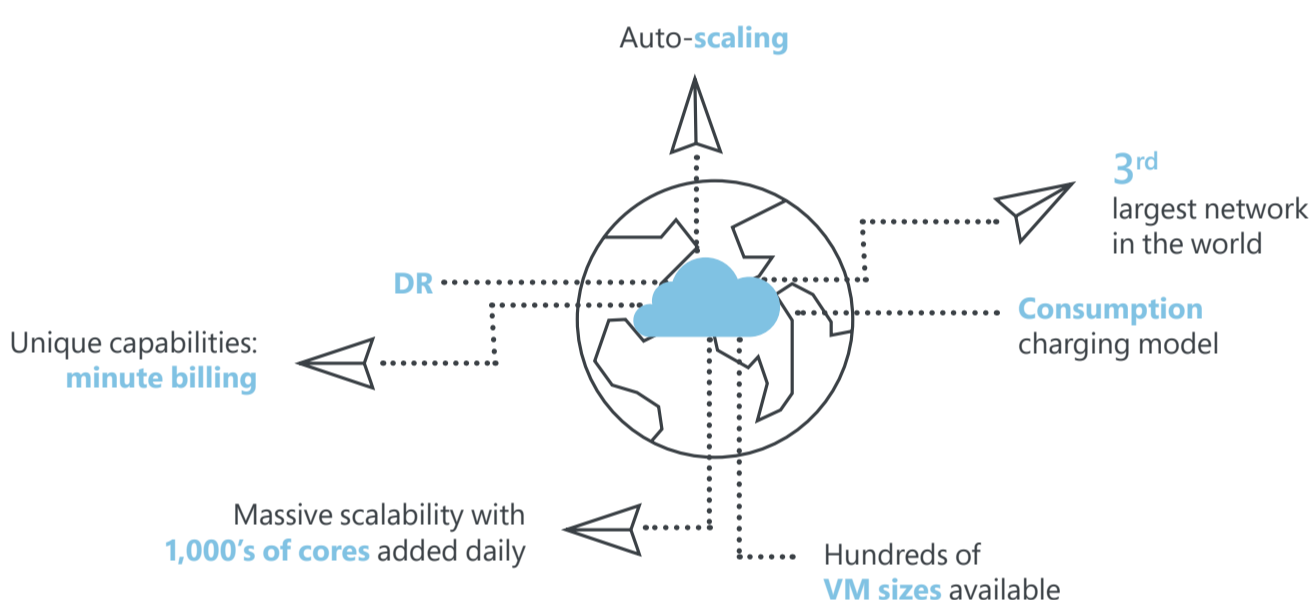 Auto-scaling
3rd
largest network
in the world
DR
Consumption
charging model
Unique capabilities:
minute billing
Massive scalability with
1,000's of cores added daily
Hundreds of
VM sizes available